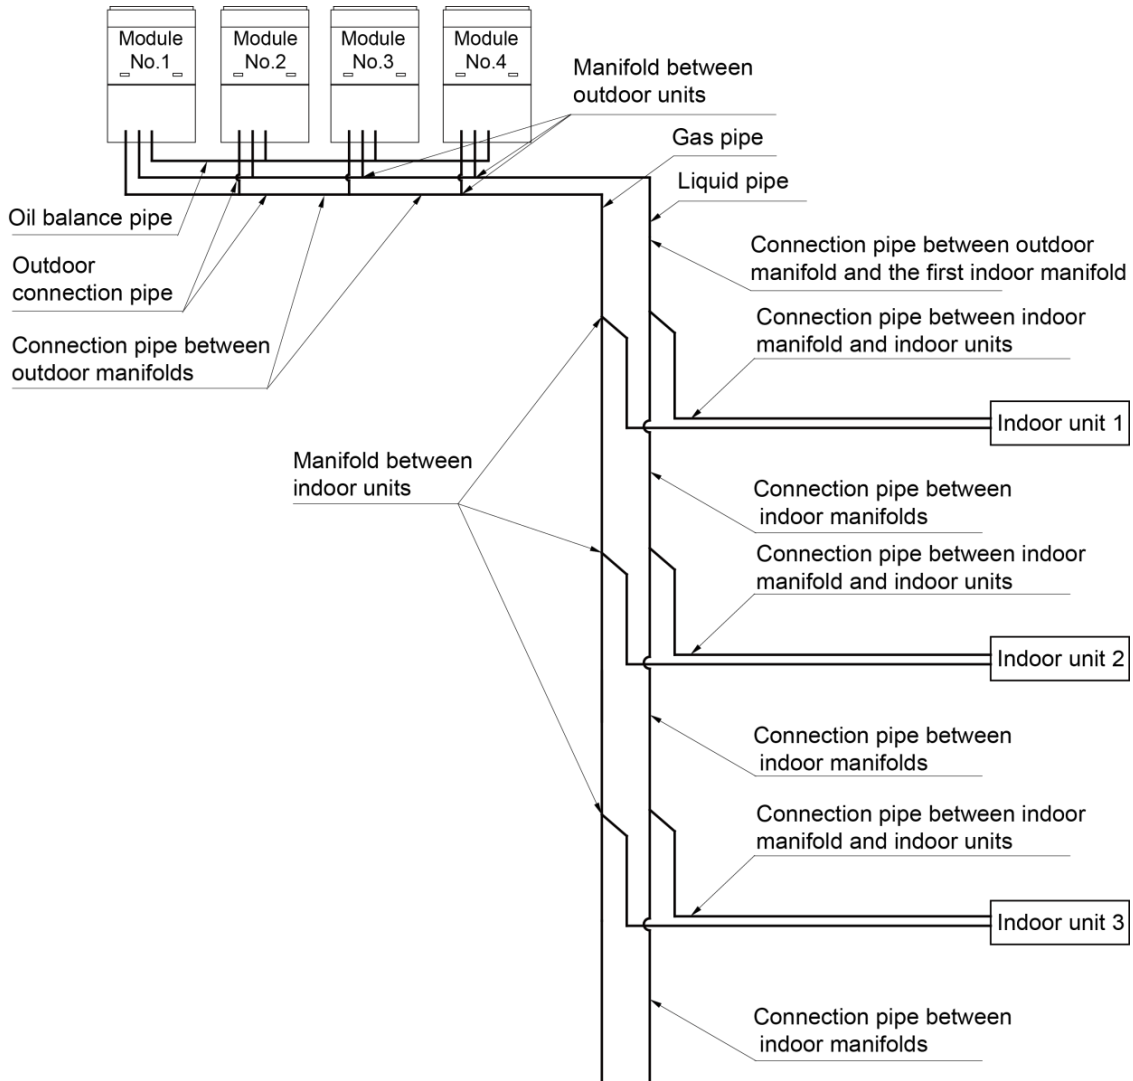 Module
No.1
Module
No.2
Module
No.3
Module
No.4
Manifold between
outdoor units
Gas pipe
Liquid pipe
Oil balance pipe
Connection pipe between outdoor
manifold and the first indoor manifold
Outdoor
connection pipe
Connection pipe between
outdoor manifolds
Connection pipe between indoor
manifold and indoor units
Indoor unit 1
Manifold between
indoor units
Connection pipe between
indoor manifolds
Connection pipe between indoor
manifold and indoor units
Indoor unit 2
Connection pipe between
indoor manifolds
Connection pipe between indoor
manifold and indoor units
Indoor unit 3
Connection pipe between
indoor manifolds